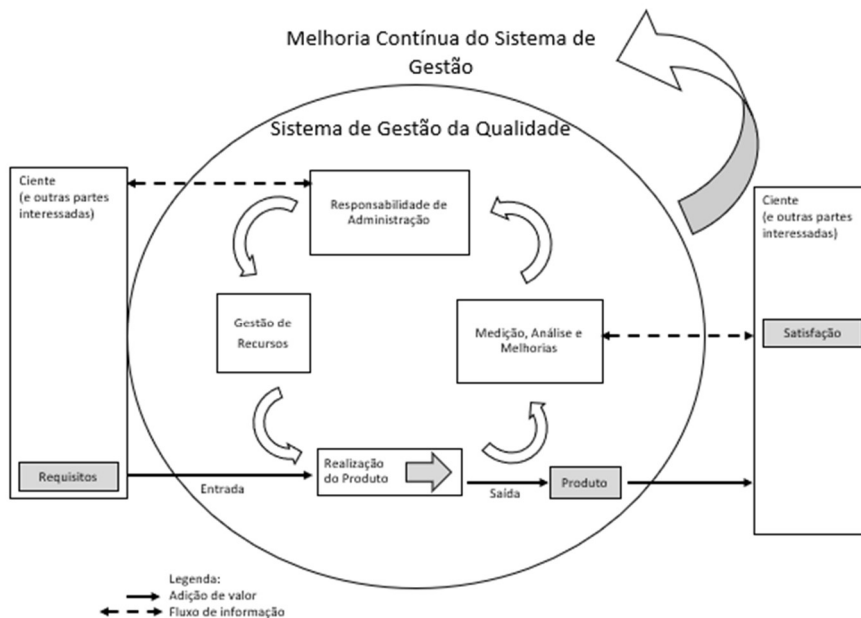 Melhoria Contínua do Sistema de
Gestão
Sistema de Gestão da Qualidade
Ciente
(e outras partes
interessadas)
Responsabilidade de
Administração
Ciente
(e outras partes
interessadas)
Gestão de
Recursos
Medição, Análise e
Melhorias
Satisfação
Requisitos
Entrada
Realização
do Produto
Saída
Produto
Legenda:
Adição de valor
Fluxo de informação